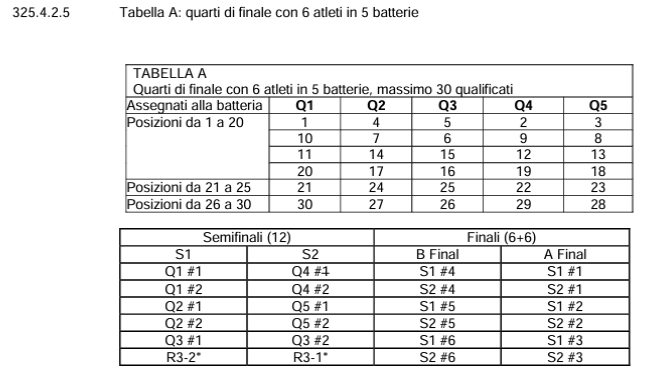 325.4.2.5 Tabella A: quarti di finale con 6 atleti in 5 batterie
TABELLA A
Quarti di finale con 6 atleti in 5 batterie, massimo 30 qualificati
Assegnati alla batteria Q1 Q2 Q3 Q4 Q5
Posizioni da 1 a 20 1 4 5 2 3
10 7 6 9 8
11 14 15 12 13
20 17 16 19 18
Posizioni da 21 a 25 21 24 25 22 23
Posizioni da 26 a 30 30 27 26 29 28
Semifinali (12) Finali (6+6)
S1 S2 B Final A Final
Q1 #1 Q4 #1 S1 #4 S1 #1
Q1 #2 Q4 #2 S2 #4 S2 #1
Q2 #1 Q5 #1 S1 #5 S1 #2
Q2 #2 Q5 #2 S2 #5 S2 #2
Q3 #1 Q3 #2 S1 #6 S1 #3
R3-2* R3-1* S2 #6 S2 #3